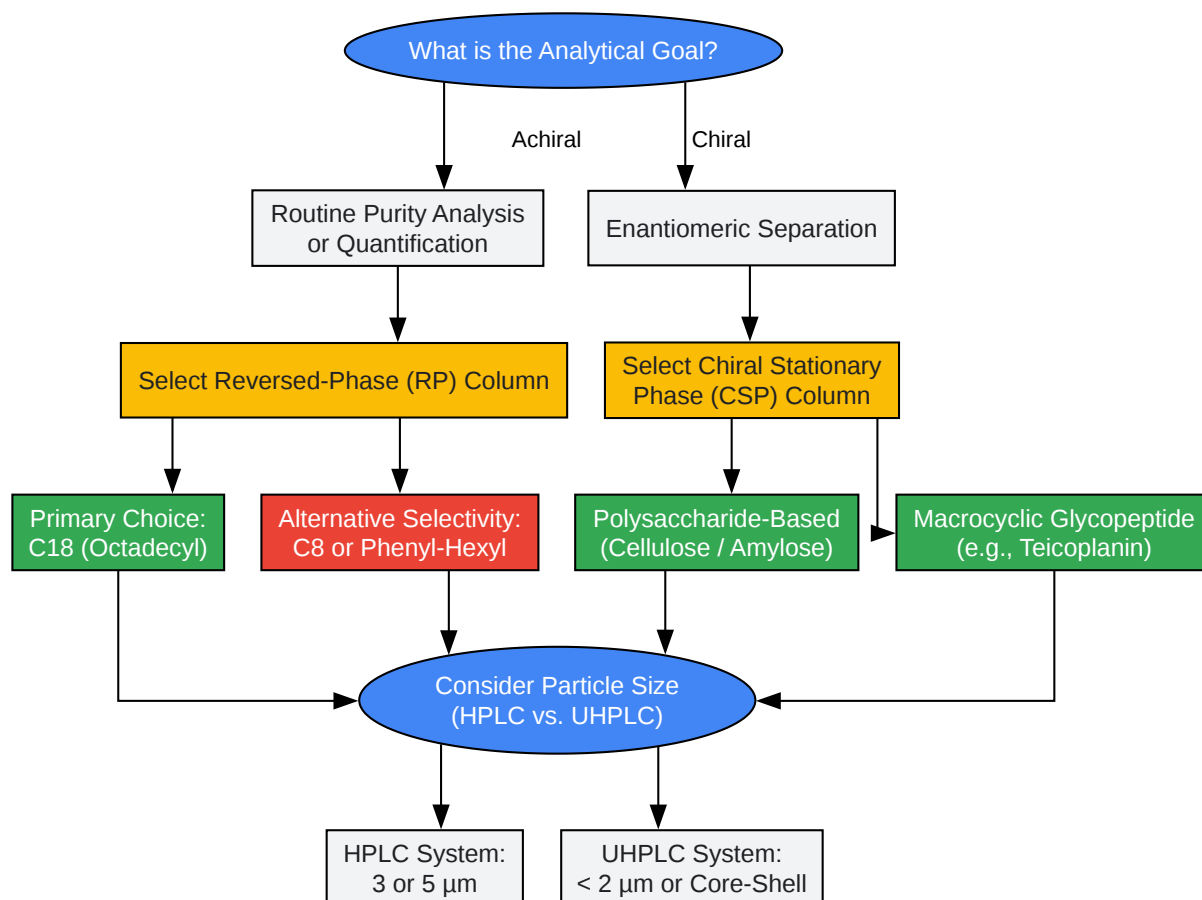 What is the Analytical Goal?
Achiral
Chiral
Routine Purity Analysis
or Quantification
Enantiomeric Separation
Select Reversed-Phase (RP) Column
Select Chiral Stationary
Phase (CSP) Column
Primary Choice:
C18 (Octadecyl)
Alternative Selectivity:
C8 or Phenyl-Hexyl
Polysaccharide-Based
(Cellulose / Amylose)
Macrocyclic Glycopeptide
(e.g., Teicoplanin)
Consider Particle Size
(HPLC vs. UHPLC)
HPLC System:
3 or 5 µm
UHPLC System:
< 2 µm or Core-Shell